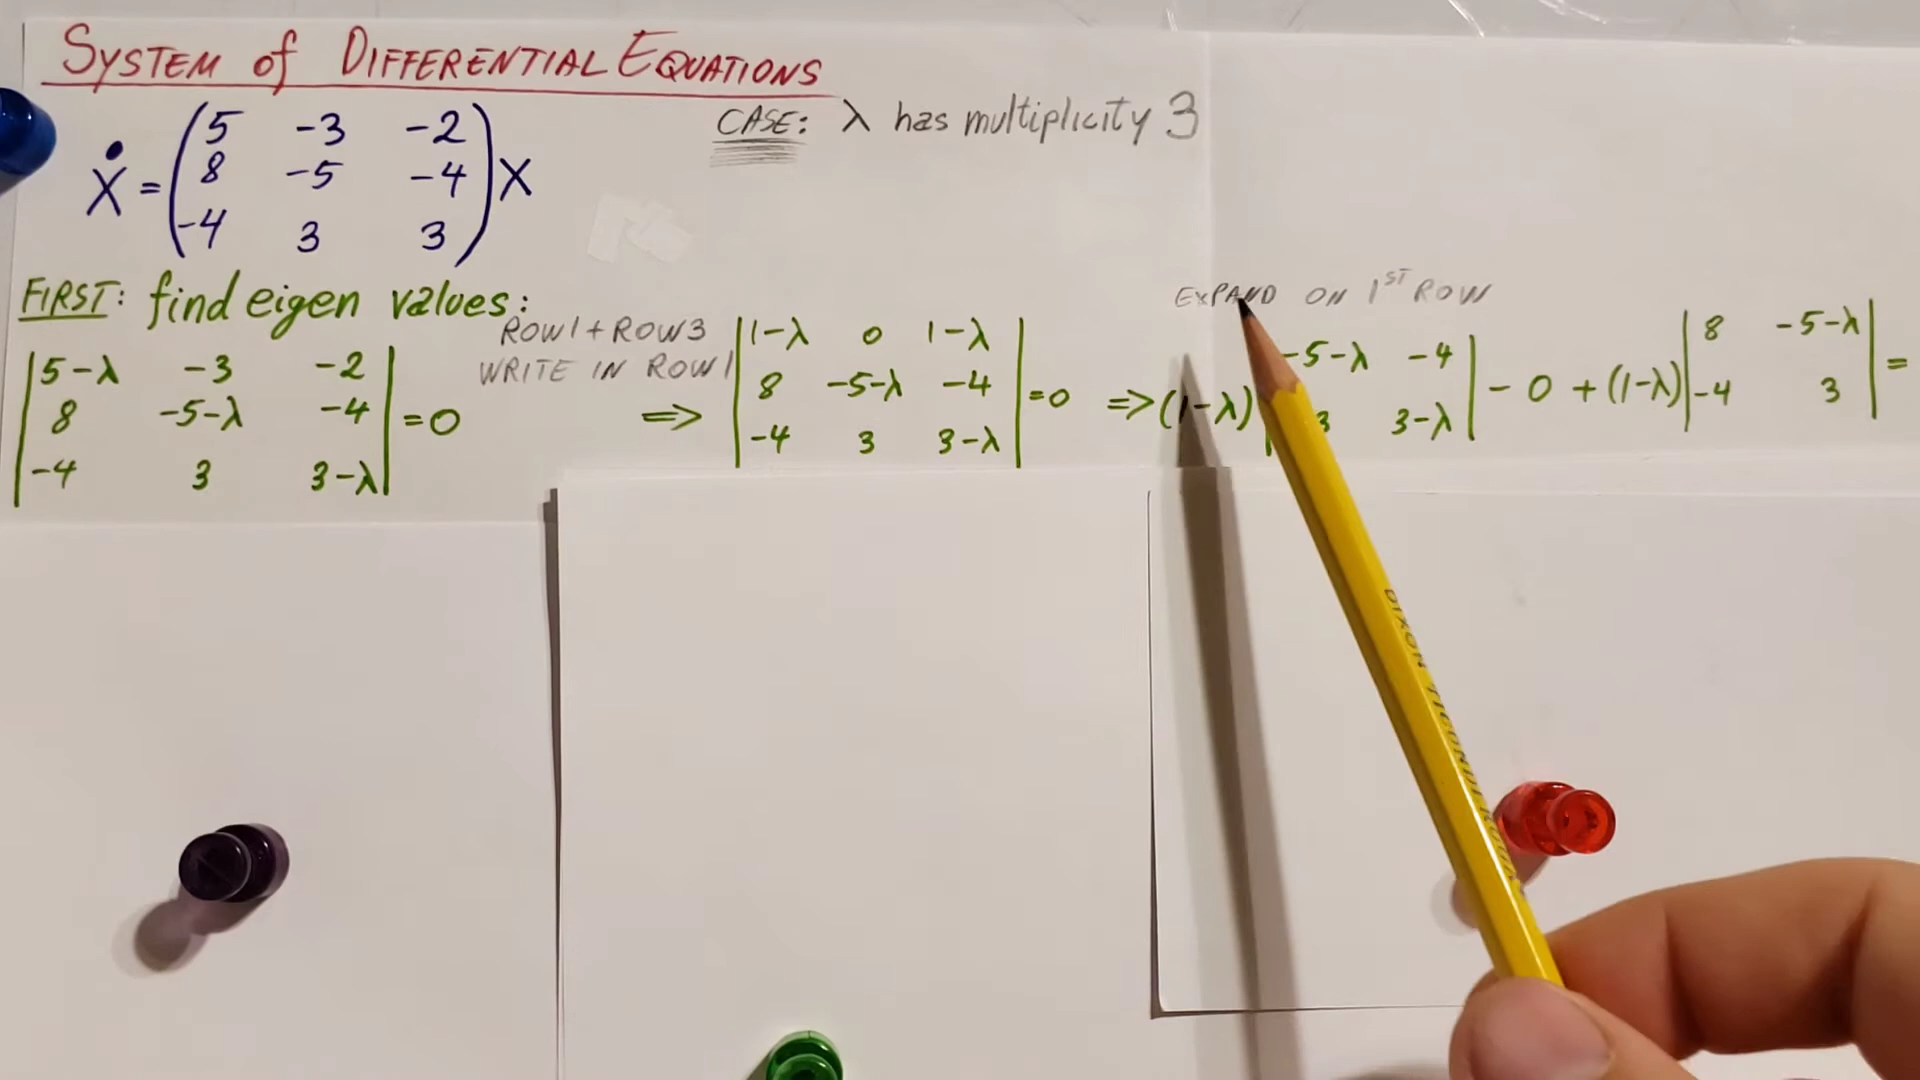 SYSTEM of DIFFERENTIAL EQUATIONS
CASE: λ has multiplicity 3
5 -3 -2
Ẋ = 8 -5 -4 X
-4 3 3
FIRST: find eigen values:
|5-λ -3 -2|
|8 -5-λ -4| = 0
|-4 3 3-λ|
ROW1 + ROW3
WRITE IN ROW1
⟹
|1-λ 0 1-λ|
|8 -5-λ -4| = 0
|-4 3 3-λ|
EXPAND ON 1ST ROW
⟹ (1-λ) |-5-λ -4| - 0 + (1-λ) |8 -5-λ| =
|3 3-λ| |-4 3|